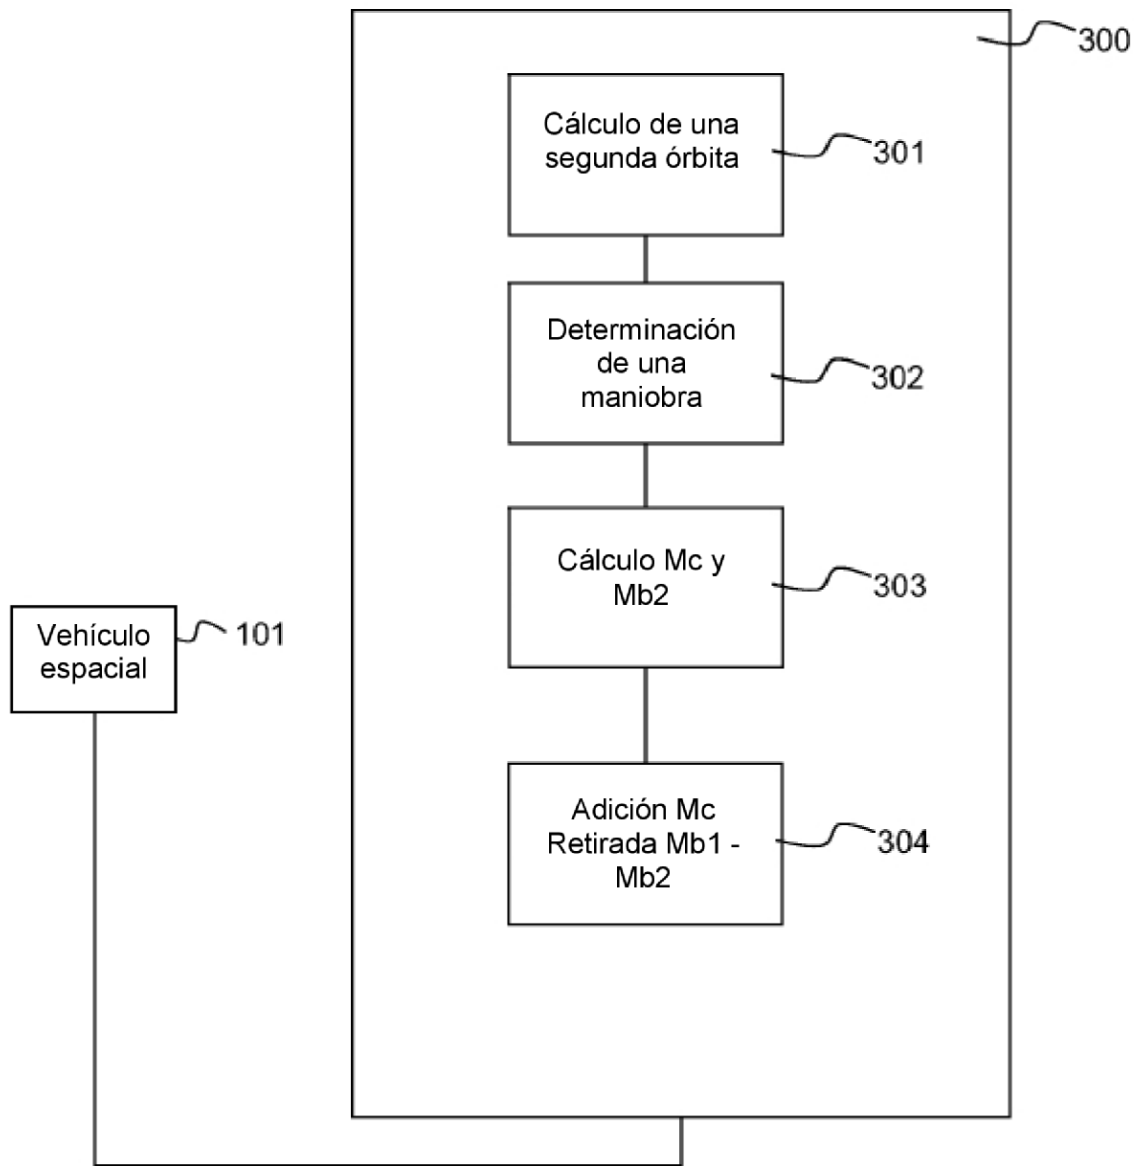 300
Cálculo de una
segunda órbita
301
Determinación
de una
maniobra
302
Cálculo Mc y
Mb2
303
Vehículo
espacial
101
Adición Mc
Retirada Mb1 -
Mb2
304